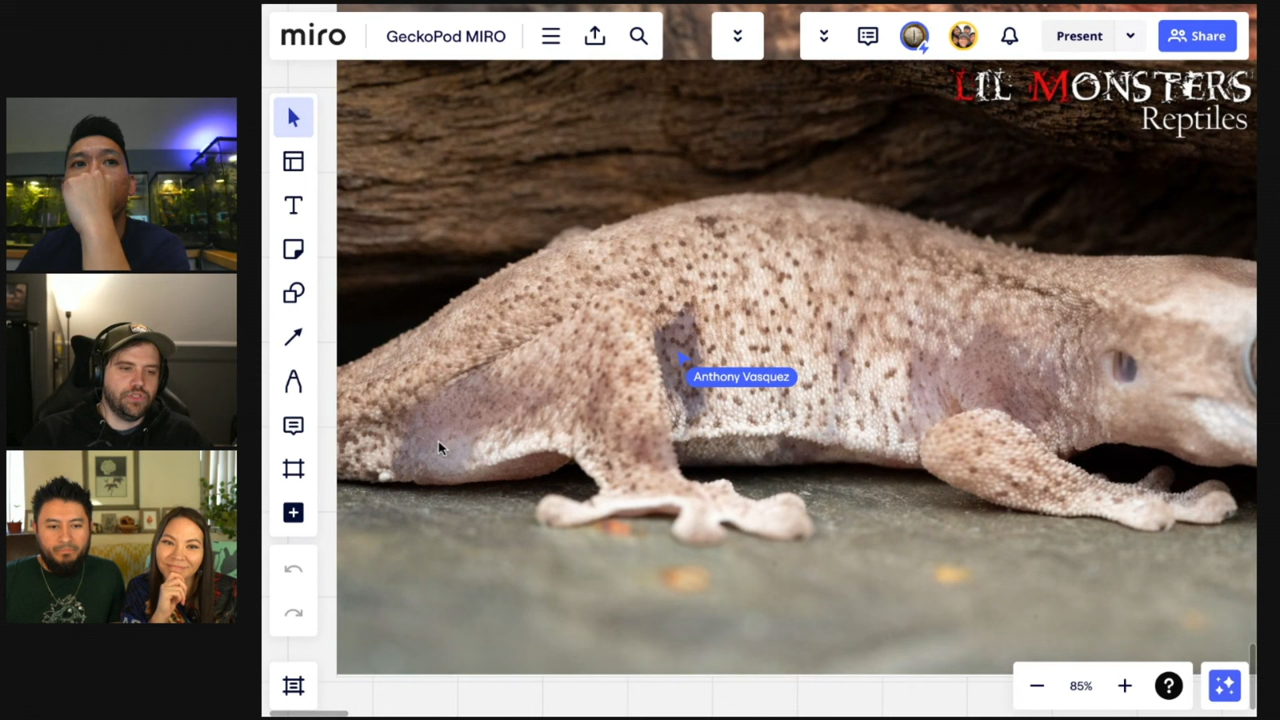 miro
GeckoPod MIRO
Present
Share
LIL MONSTERS
Reptiles
Anthony Vasquez
85%
?